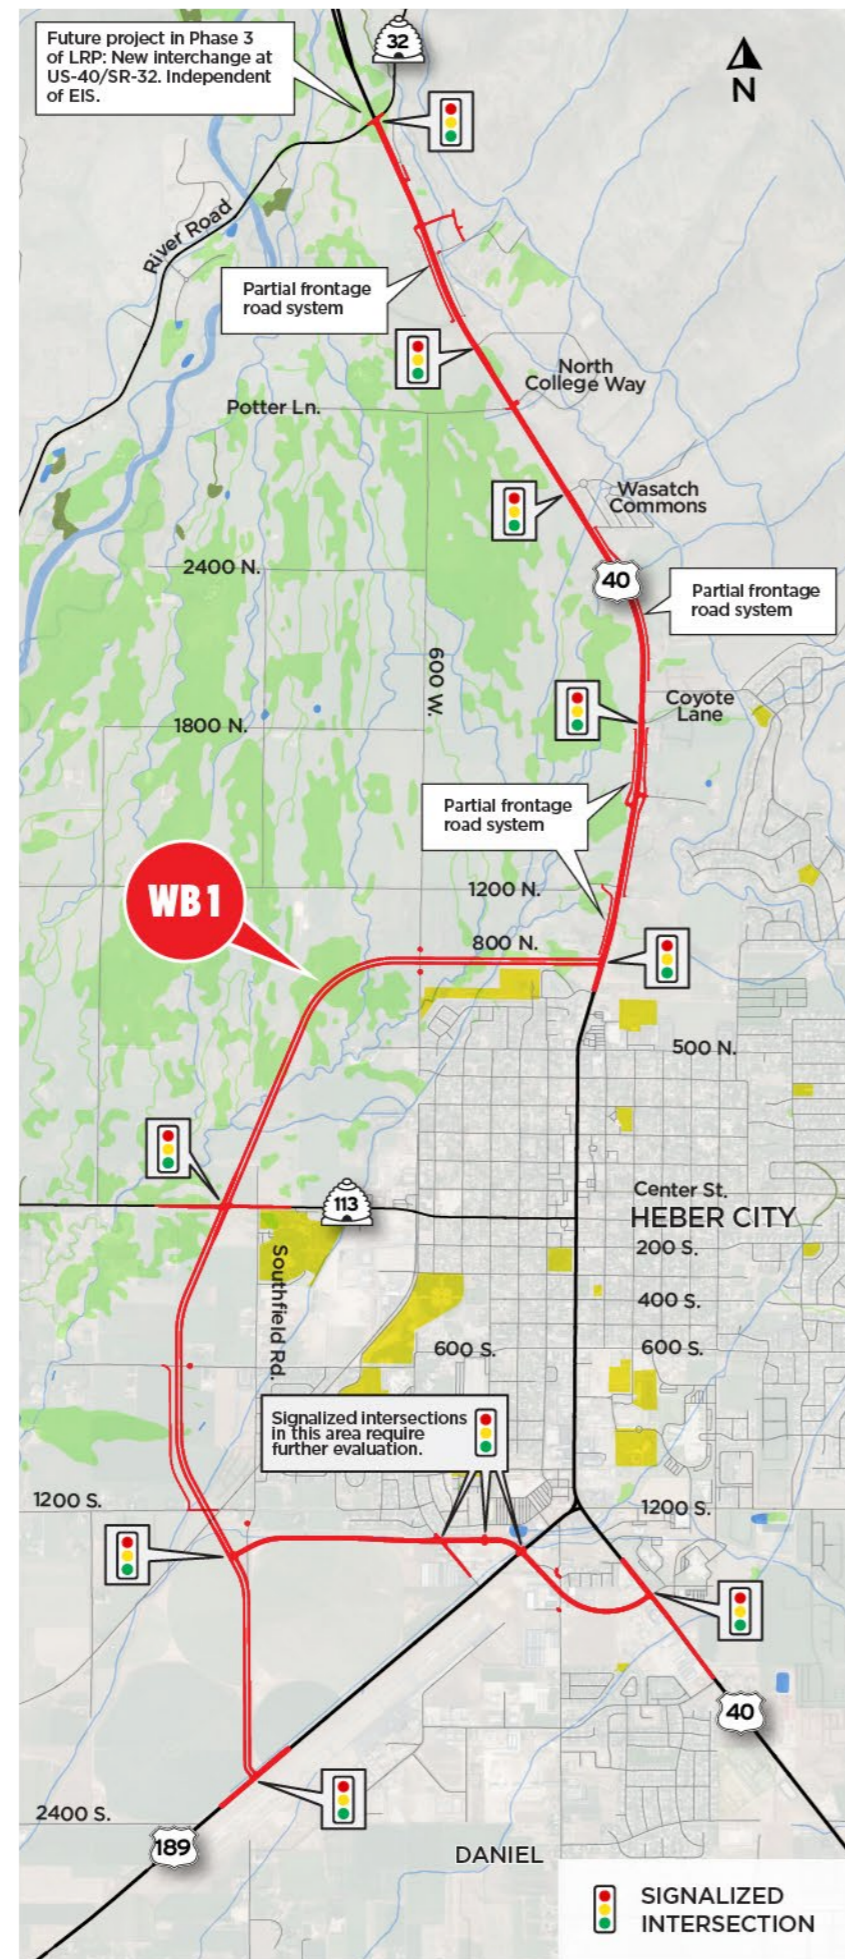 Future project in Phase 3
of LRP: New interchange at
US-40/SR-32. Independent
of EIS.
32
N
River Road
Partial frontage
road system
North
College Way
Potter Ln.
Wasatch
Commons
2400 N.
40
Partial frontage
road system
600 W.
Coyote
Lane
1800 N.
Partial frontage
road system
WB1
1200 N.
800 N.
500 N.
113
Center St.
HEBER CITY
200 S.
Southfield Rd.
400 S.
600 S.
600 S.
Signalized intersections
in this area require
further evaluation.
1200 S.
1200 S.
40
2400 S.
189
DANIEL
SIGNALIZED
INTERSECTION